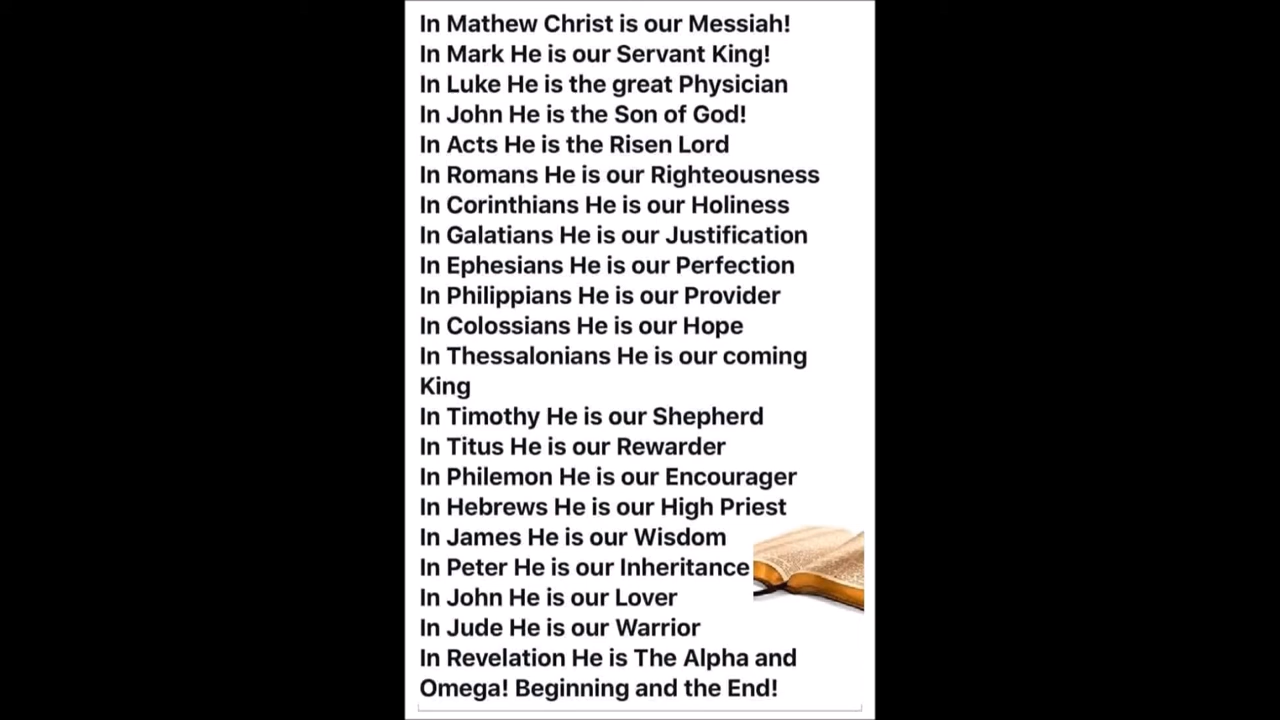 In Mathew Christ is our Messiah!
In Mark He is our Servant King!
In Luke He is the great Physician
In John He is the Son of God!
In Acts He is the Risen Lord
In Romans He is our Righteousness
In Corinthians He is our Holiness
In Galatians He is our Justification
In Ephesians He is our Perfection
In Philippians He is our Provider
In Colossians He is our Hope
In Thessalonians He is our coming
King
In Timothy He is our Shepherd
In Titus He is our Rewarder
In Philemon He is our Encourager
In Hebrews He is our High Priest
In James He is our Wisdom
In Peter He is our Inheritance
In John He is our Lover
In Jude He is our Warrior
In Revelation He is The Alpha and
Omega! Beginning and the End!